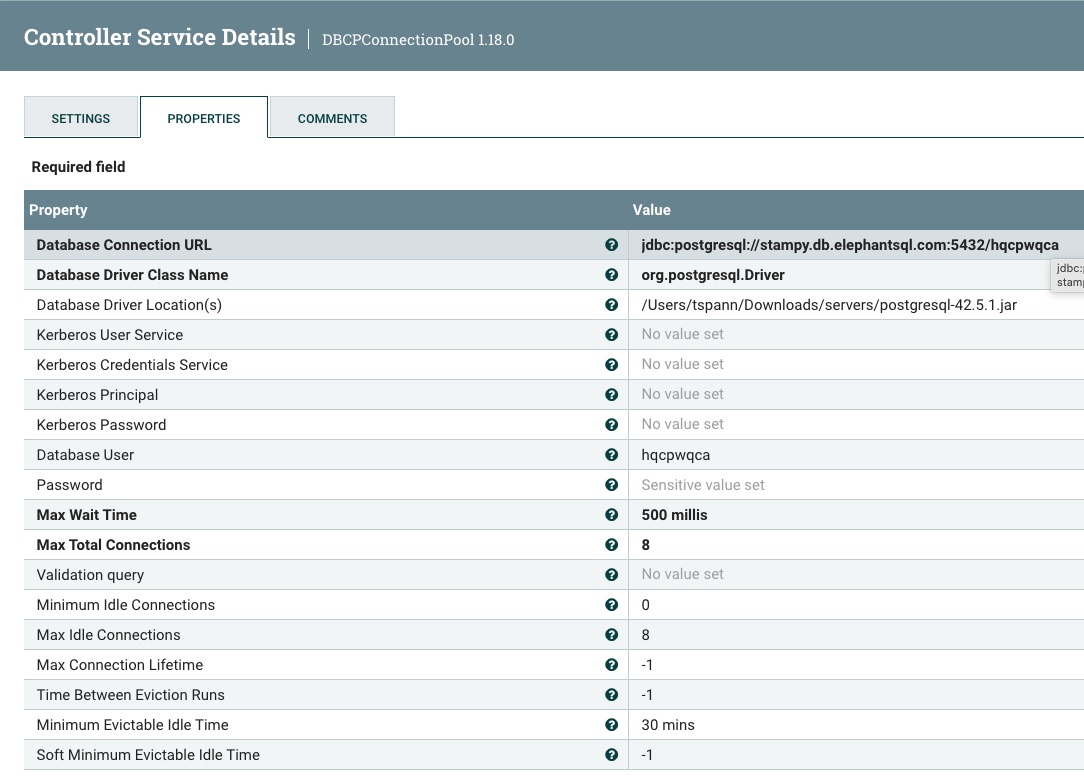 Controller Service Details | DBCPConnectionPool 1.18.0
SETTINGS PROPERTIES COMMENTS
Required field
Property Value
Database Connection URL jdbc:postgresql://stampy.db.elephantsql.com:5432/hqcpwqca
Database Driver Class Name org.postgresql.Driver
jdbc:
stam
Database Driver Location(s) /Users/tspann/Downloads/servers/postgresql-42.5.1.jar
Kerberos User Service No value set
Kerberos Credentials Service No value set
Kerberos Principal No value set
Kerberos Password No value set
Database User hqcpwqca
Password Sensitive value set
Max Wait Time 500 millis
Max Total Connections 8
Validation query No value set
Minimum Idle Connections 0
Max Idle Connections 8
Max Connection Lifetime -1
Time Between Eviction Runs -1
Minimum Evictable Idle Time 30 mins
Soft Minimum Evictable Idle Time -1